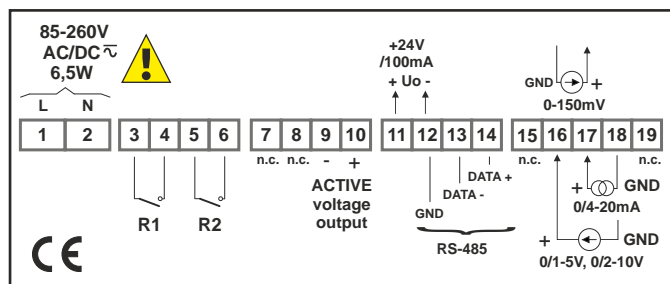 85-260V
AC/DC
6,5W
L N
+24V
/100mA
+ Uo -
GND +
0-150mV
1 2 3 4 5 6 7 8 9 10 11 12 13 14 15 16 17 18 19
n.c. n.c. - + n.c. n.c.
R1 R2
ACTIVE
voltage
output
DATA +
DATA -
GND
RS-485
+ GND
0/4-20mA
+ GND
0/1-5V, 0/2-10V
CE